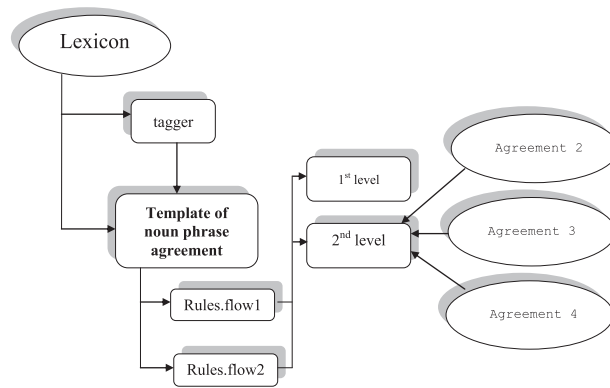 Lexicon
tagger
Template of
noun phrase
agreement
Rules.flow1
Rules.flow2
1st level
2nd level
Agreement 2
Agreement 3
Agreement 4